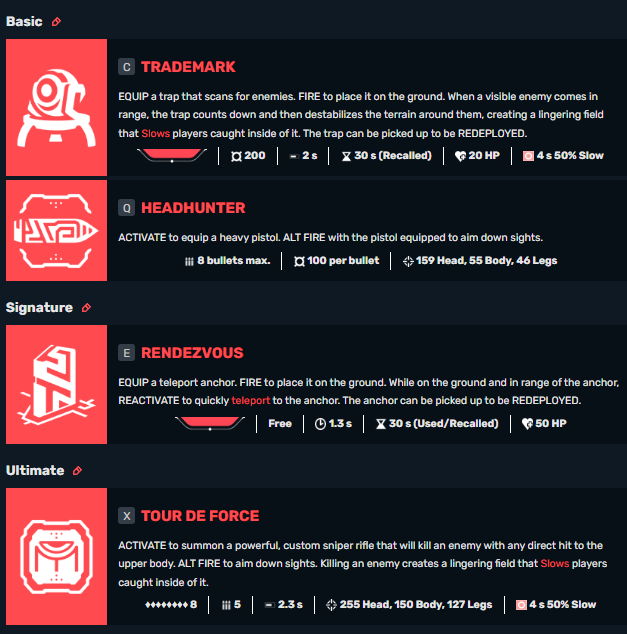 Basic
C TRADEMARK
EQUIP a trap that scans for enemies. FIRE to place it on the ground. When a visible enemy comes in
range, the trap counts down and then destabilizes the terrain around them, creating a lingering field
that Slows players caught inside of it. The trap can be picked up to be REDEPLOYED.
200 2 s 30 s (Recalled) 20 HP 4 s 50% Slow
Q HEADHUNTER
ACTIVATE to equip a heavy pistol. ALT FIRE with the pistol equipped to aim down sights.
8 bullets max. 100 per bullet 159 Head, 55 Body, 46 Legs
Signature
E RENDEZVOUS
EQUIP a teleport anchor. FIRE to place it on the ground. While on the ground and in range of the anchor,
REACTIVATE to quickly teleport to the anchor. The anchor can be picked up to be REDEPLOYED.
Free 1.3 s 30 s (Used/Recalled) 50 HP
Ultimate
X TOUR DE FORCE
ACTIVATE to summon a powerful, custom sniper rifle that will kill an enemy with any direct hit to the
upper body. ALT FIRE to aim down sights. Killing an enemy creates a lingering field that Slows players
caught inside of it.
8 5 2.3 s 255 Head, 150 Body, 127 Legs 4 s 50% Slow